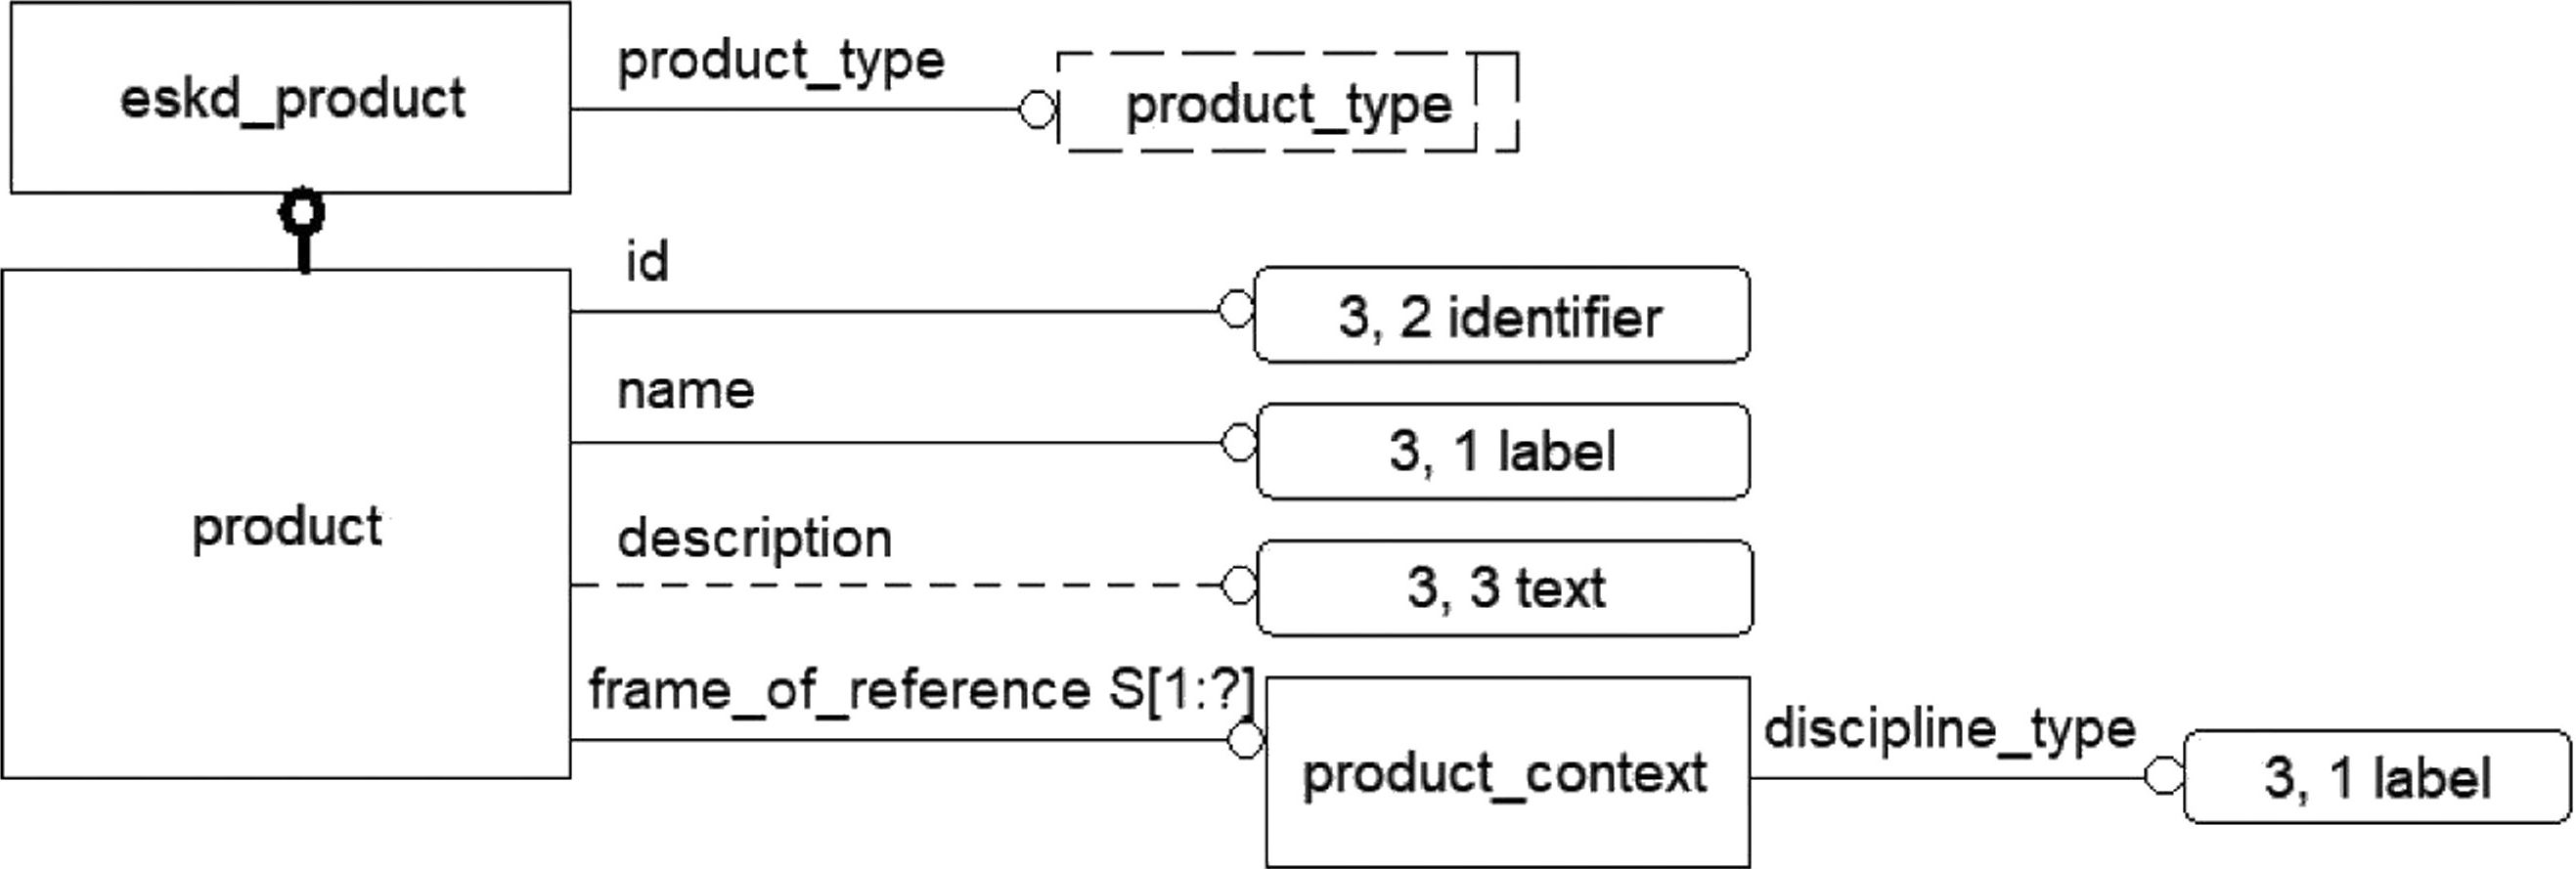 product_type
eskd_product
product_type
id
3, 2 identifier
name
3, 1 label
product
description
3, 3 text
frame_of_reference S[1:?]
product_context
discipline_type
3, 1 label